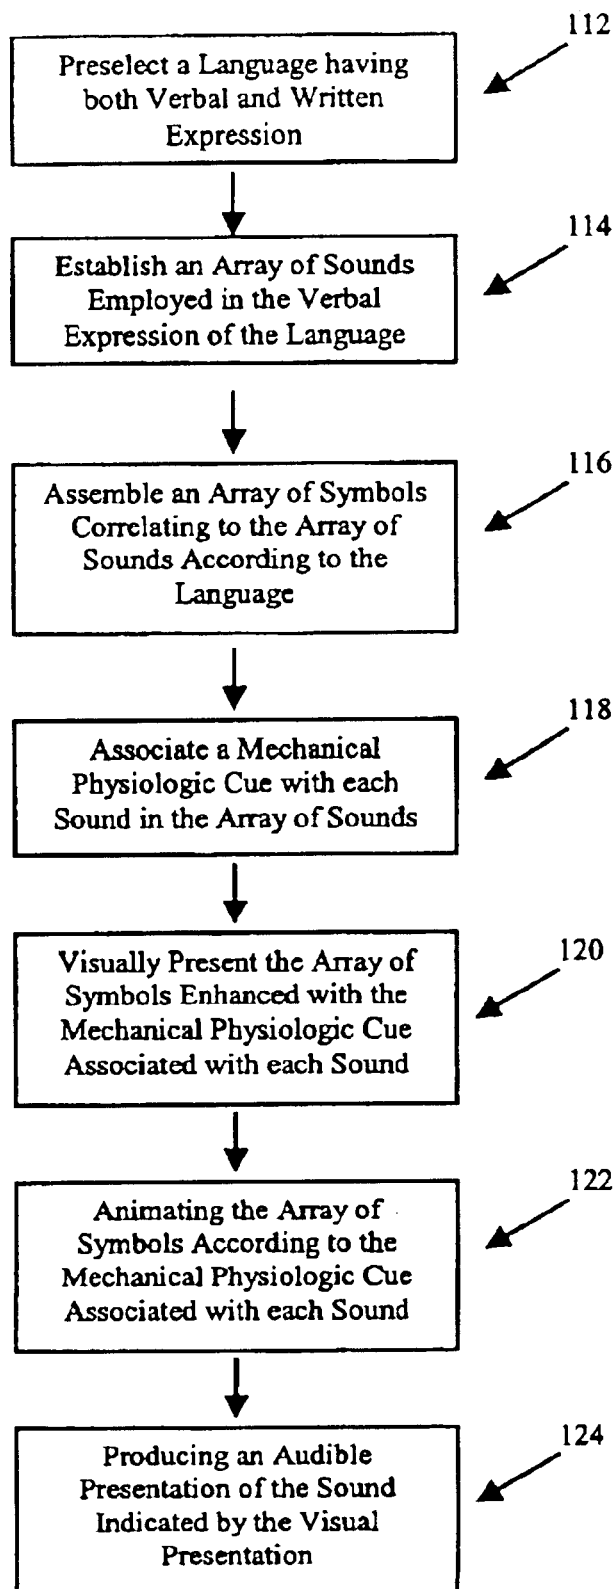 112
Preselect a Language having
both Verbal and Written
Expression
114
Establish an Array of Sounds
Employed in the Verbal
Expression of the Language
116
Assemble an Array of Symbols
Correlating to the Array of
Sounds According to the
Language
118
Associate a Mechanical
Physiologic Cue with each
Sound in the Array of Sounds
120
Visually Present the Array of
Symbols Enhanced with the
Mechanical Physiologic Cue
Associated with each Sound
122
Animating the Array of
Symbols According to the
Mechanical Physiologic Cue
Associated with each Sound
124
Producing an Audible
Presentation of the Sound
Indicated by the Visual
Presentation